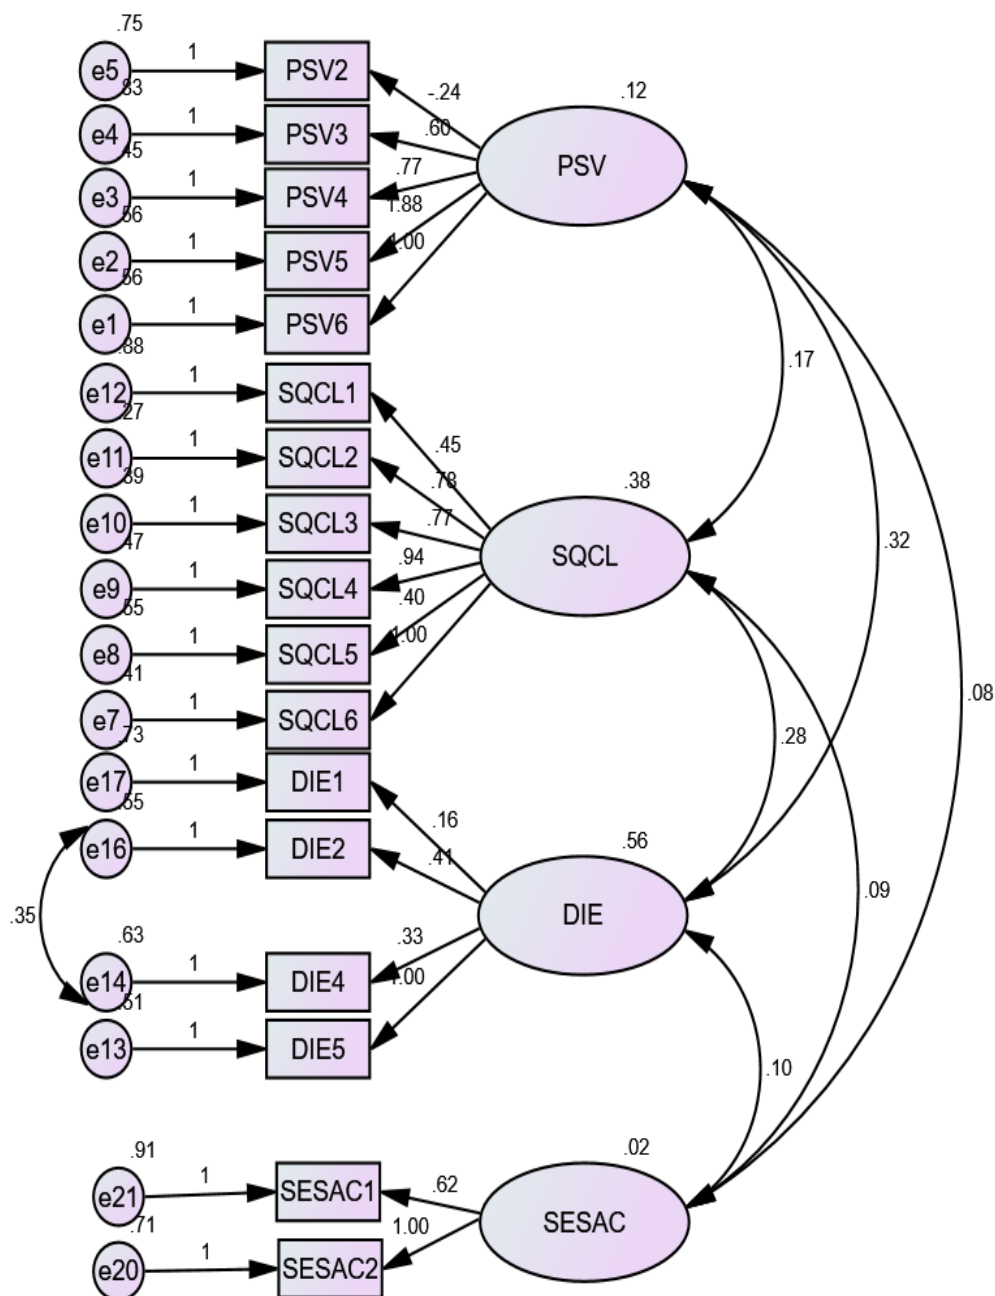 .75
e5 1 PSV2
-.24
.12
.83
e4 1 PSV3
.60
PSV
.45
e3 1 PSV4
.77
.56
e2 1 PSV5
1.88
.56
e1 1 PSV6
1.00
.88
e12 1 SQCL1
.17
.27
e11 1 SQCL2
.45
.39
e10 1 SQCL3
.78
.38
.47
e9 1 SQCL4
.77
SQCL
.32
.94
.55
e8 1 SQCL5
.40
.41
e7 1 SQCL6
1.00
.08
.73
e17 1 DIE1
.28
.55
e16 1 DIE2
.16
.41
.56
.09
.35
DIE
.63
e14 1 DIE4
.33
.51
e13 1 DIE5
1.00
.10
.91
e21 1 SESAC1
.62
.02
.71
e20 1 SESAC2
1.00
SESAC